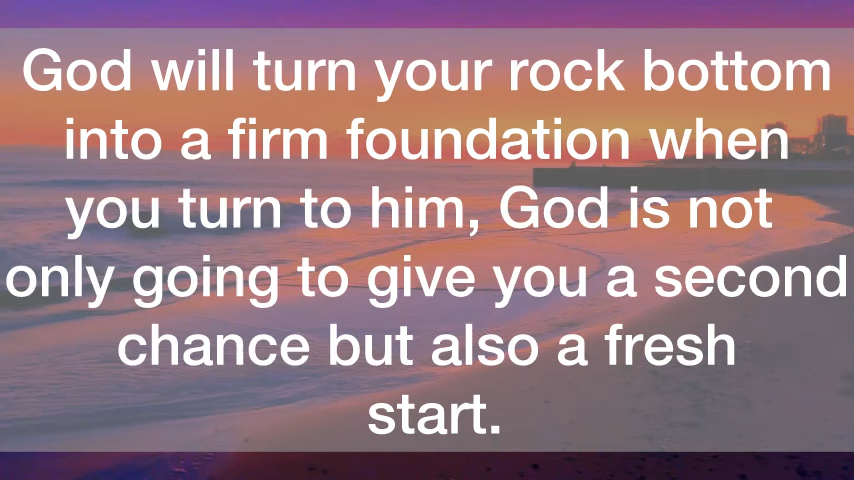 God will turn your rock bottom
into a firm foundation when
you turn to him, God is not
only going to give you a second
chance but also a fresh
start.